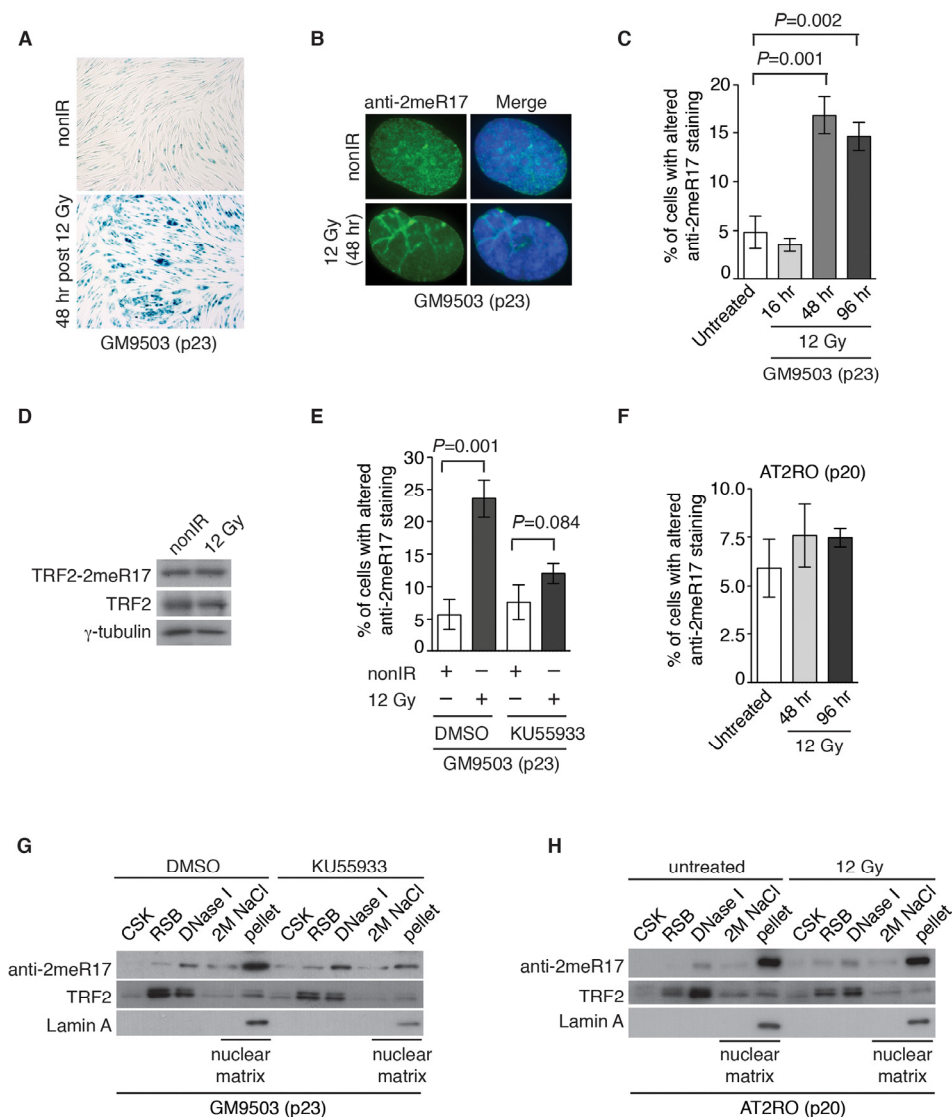 A
nonIR
48 hr post 12 Gy
GM9503 (p23)
B
anti-2meR17 Merge
nonIR
12 Gy
(48 hr)
GM9503 (p23)
C
P=0.002
P=0.001
% of cells with altered
anti-2meR17 staining
20
15
10
5
0
Untreated 16 hr 48 hr 96 hr
12 Gy
GM9503 (p23)
D
nonIR 12 Gy
TRF2-2meR17
TRF2
γ-tubulin
E
P=0.001
P=0.084
% of cells with altered
anti-2meR17 staining
30
25
20
15
10
5
0
nonIR + − + −
12 Gy − + − +
DMSO KU55933
GM9503 (p23)
F
AT2RO (p20)
% of cells with altered
anti-2meR17 staining
10.0
7.5
5.0
2.5
0
Untreated 48 hr 96 hr
12 Gy
G
DMSO KU55933
CSK RSB DNase I 2M NaCl pellet CSK RSB DNase I 2M NaCl pellet
anti-2meR17
TRF2
Lamin A
nuclear
matrix
nuclear
matrix
GM9503 (p23)
H
untreated 12 Gy
CSK RSB DNase I 2M NaCl pellet CSK RSB DNase I 2M NaCl pellet
anti-2meR17
TRF2
Lamin A
nuclear
matrix
nuclear
matrix
AT2RO (p20)